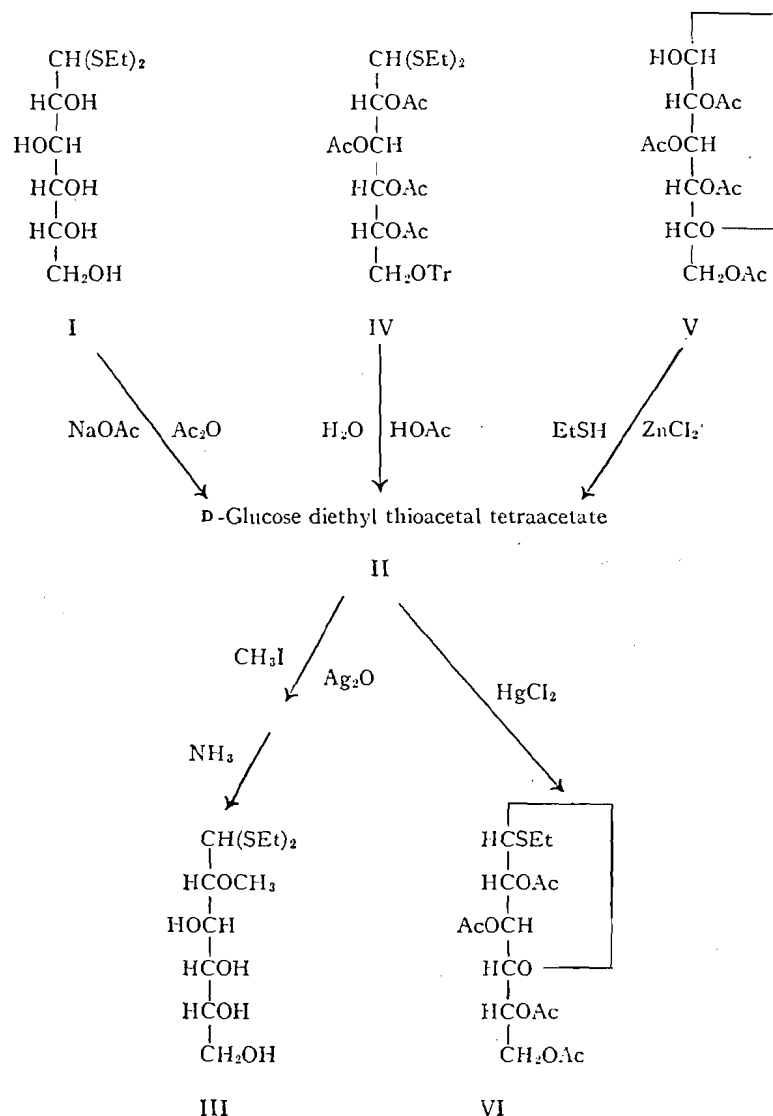 CH(SEt)₂
HCOH
HOCH
HCOH
HCOH
CH₂OH
I
CH(SEt)₂
HCOAc
AcOCH
HCOAc
HCOAc
CH₂OTr
IV
HOCH
HCOAc
AcOCH
HCOAc
HCO
CH₂OAc
V
NaOAc Ac₂O
H₂O HOAc
EtSH ZnCl₂
D-Glucose diethyl thioacetal tetraacetate
II
CH₃I Ag₂O
NH₃
HgCl₂
CH(SEt)₂
HCOCH₃
HOCH
HCOH
HCOH
CH₂OH
III
HCSEt
HCOAc
AcOCH
HCO
HCOAc
CH₂OAc
VI